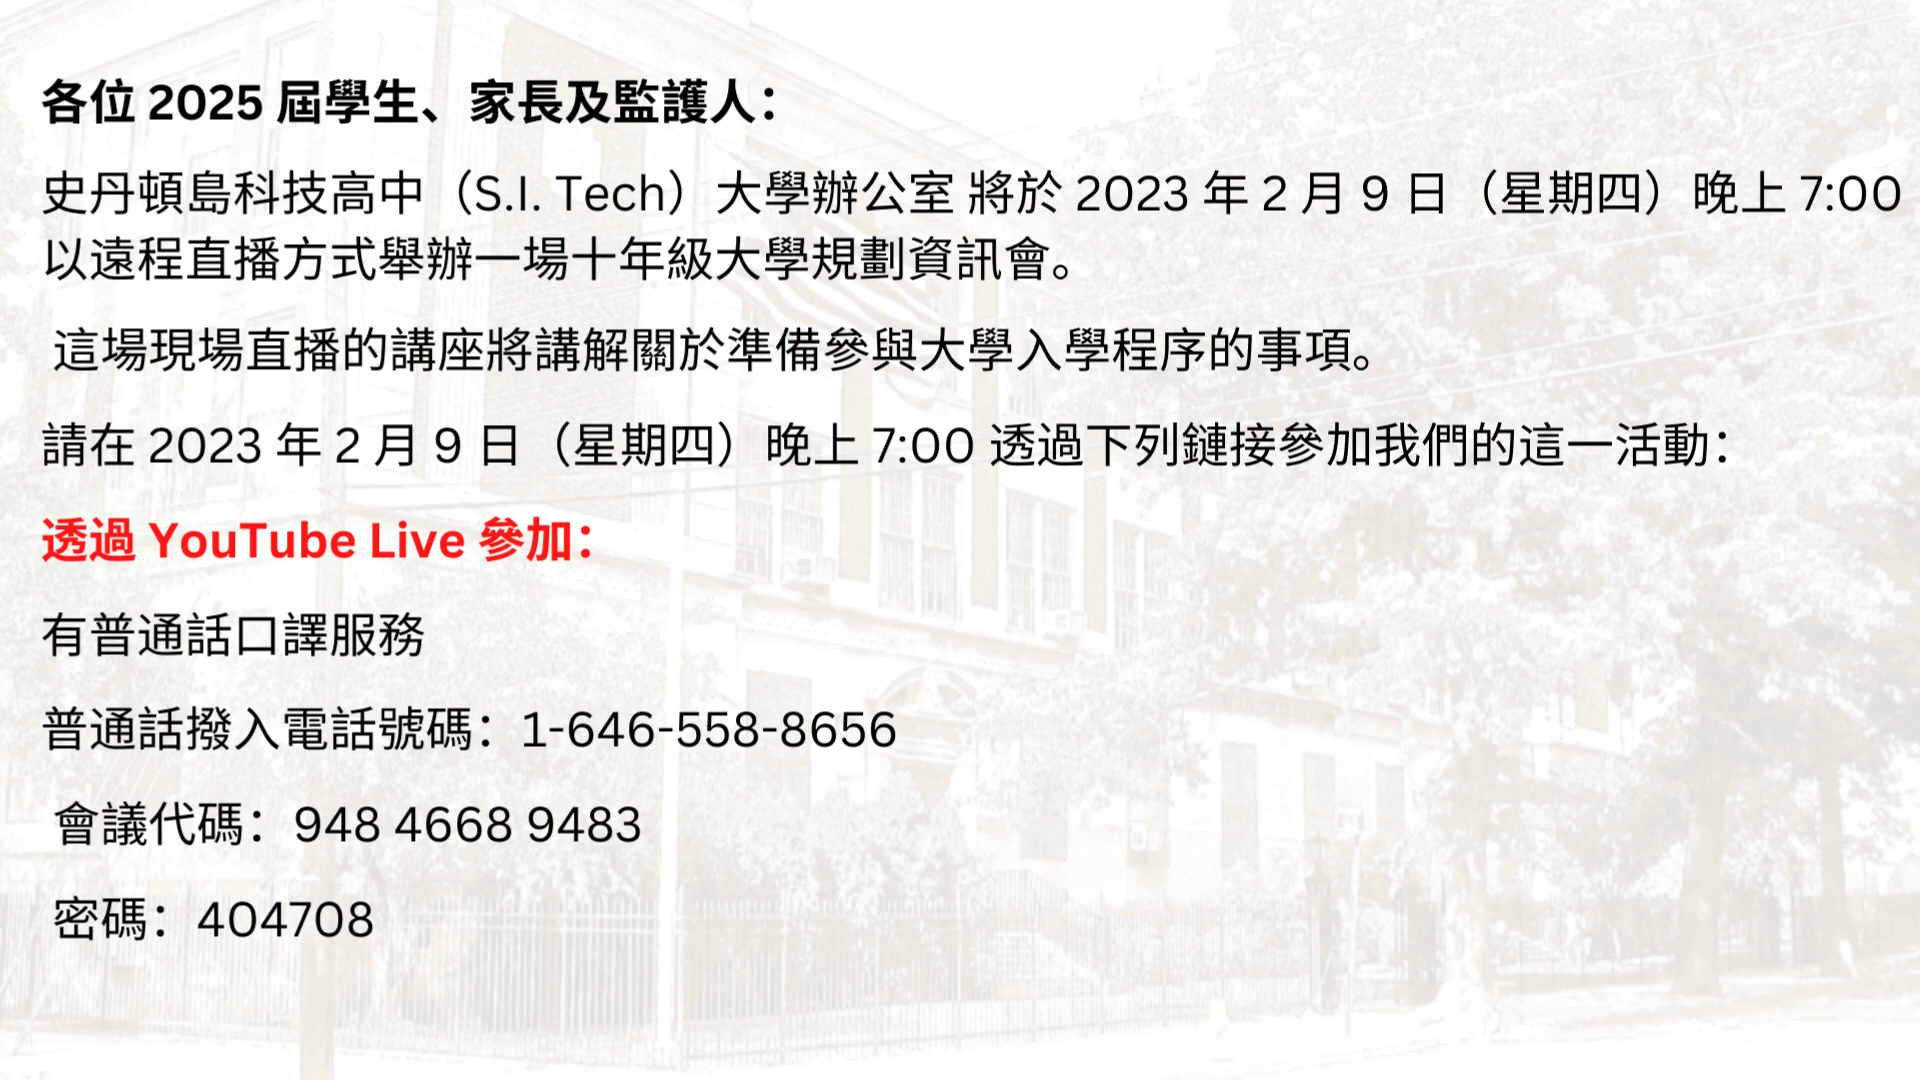 各位 2025 屆學生、家長及監護人：
史丹頓島科技高中（S.I. Tech）大學辦公室 將於 2023 年 2 月 9 日（星期四）晚上 7:00
以遠程直播方式舉辦一場十年級大學規劃資訊會。
這場現場直播的講座將講解關於準備參與大學入學程序的事項。
請在 2023 年 2 月 9 日（星期四）晚上 7:00 透過下列鏈接參加我們的這一活動：
透過 YouTube Live 參加：
有普通話口譯服務
普通話撥入電話號碼：1-646-558-8656
會議代碼：948 4668 9483
密碼：404708